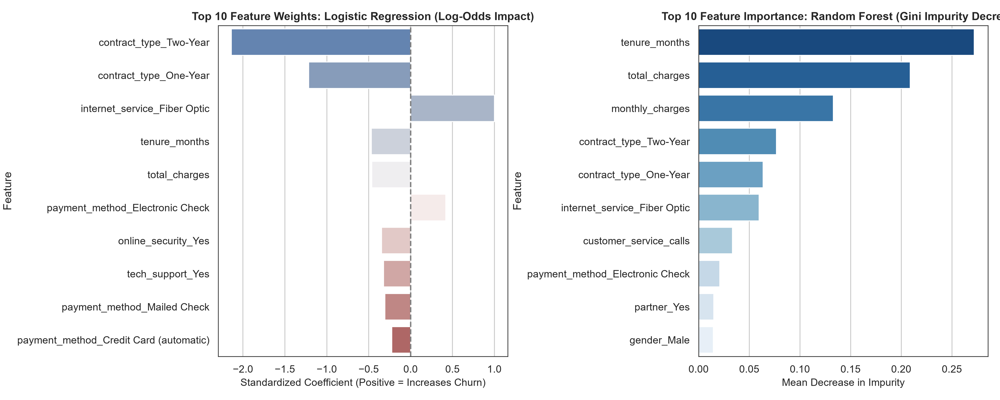 Top 10 Feature Weights: Logistic Regression (Log-Odds Impact)
Feature
contract_type_Two-Year
contract_type_One-Year
internet_service_Fiber Optic
tenure_months
total_charges
payment_method_Electronic Check
online_security_Yes
tech_support_Yes
payment_method_Mailed Check
payment_method_Credit Card (automatic)
−2.0 −1.5 −1.0 −0.5 0.0 0.5 1.0
Standardized Coefficient (Positive = Increases Churn)
Top 10 Feature Importance: Random Forest (Gini Impurity Decre
Feature
tenure_months
total_charges
monthly_charges
contract_type_Two-Year
contract_type_One-Year
internet_service_Fiber Optic
customer_service_calls
payment_method_Electronic Check
partner_Yes
gender_Male
0.00 0.05 0.10 0.15 0.20 0.25
Mean Decrease in Impurity